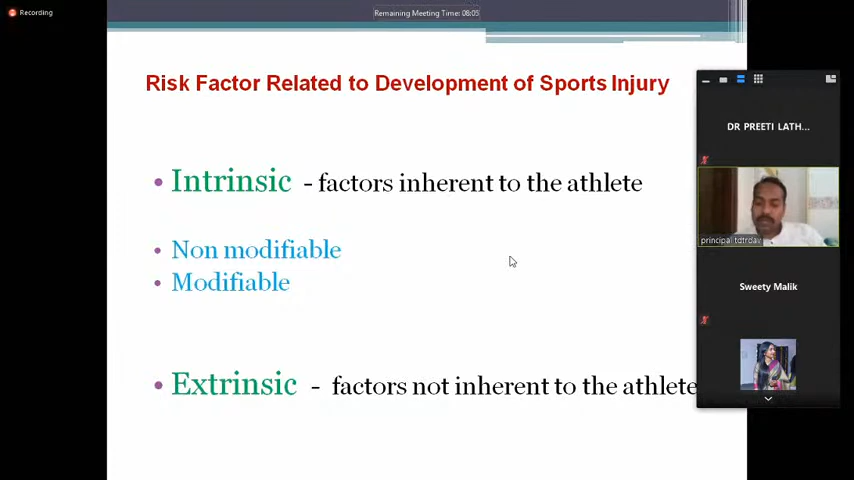 Recording
Remaining Meeting Time: 08:05
Risk Factor Related to Development of Sports Injury
• Intrinsic - factors inherent to the athlete
• Non modifiable
• Modifiable
• Extrinsic - factors not inherent to the athlete
DR PREETI LATH...
principal tdtrdav
Sweety Malik